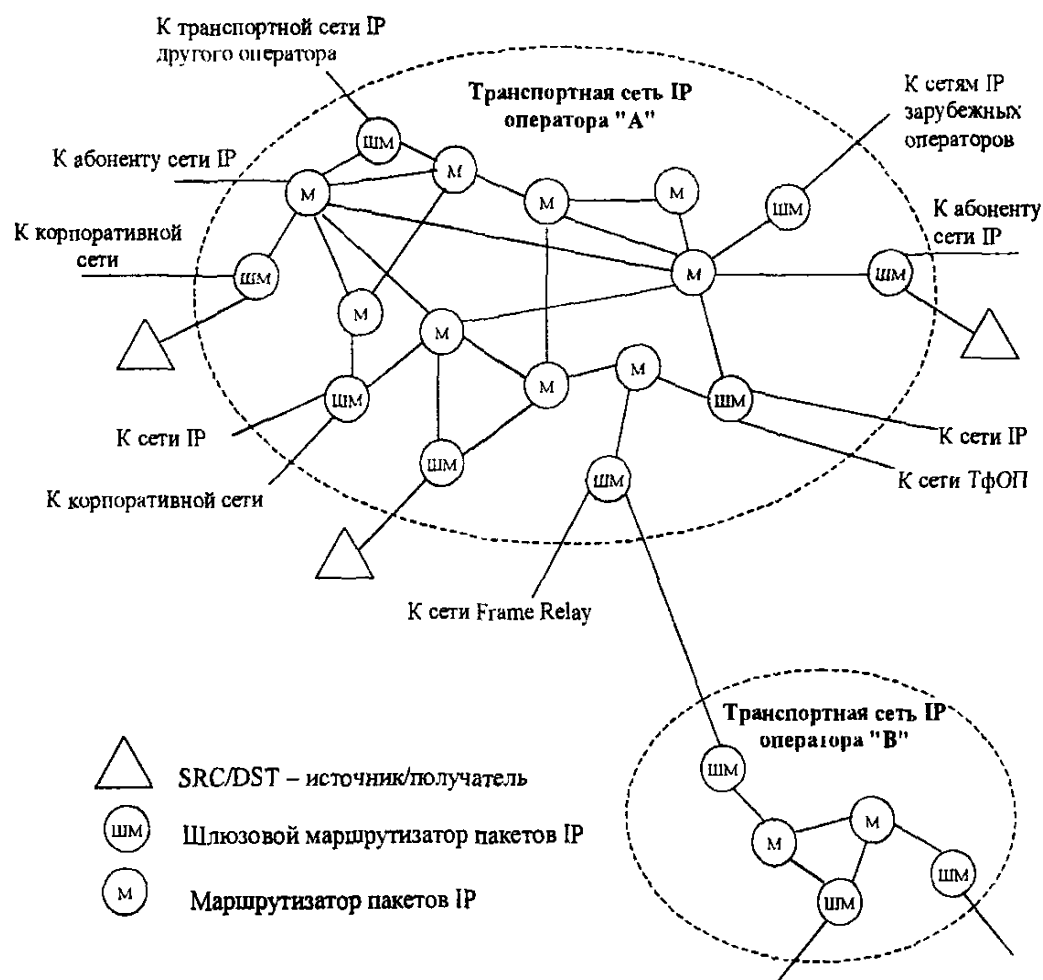 К транспортной сети IP
другого оператора
Транспортная сеть IP
оператора "А"
К сетям IP
зарубежных
операторов
К абоненту сети IP
К абоненту
сети IP
К корпоративной
сети
ШМ
М
М
М
М
ШМ
ШМ
М
ШМ
М
М
М
М
ШМ
ШМ
ШМ
ШМ
К сети IP
К сети IP
К корпоративной сети
К сети ТфОП
К сети Frame Relay
Транспортная сеть IP
оператора "В"
ШМ
М
М
ШМ
ШМ
SRC/DST – источник/получатель
ШМ
Шлюзовой маршрутизатор пакетов IP
М
Маршрутизатор пакетов IP